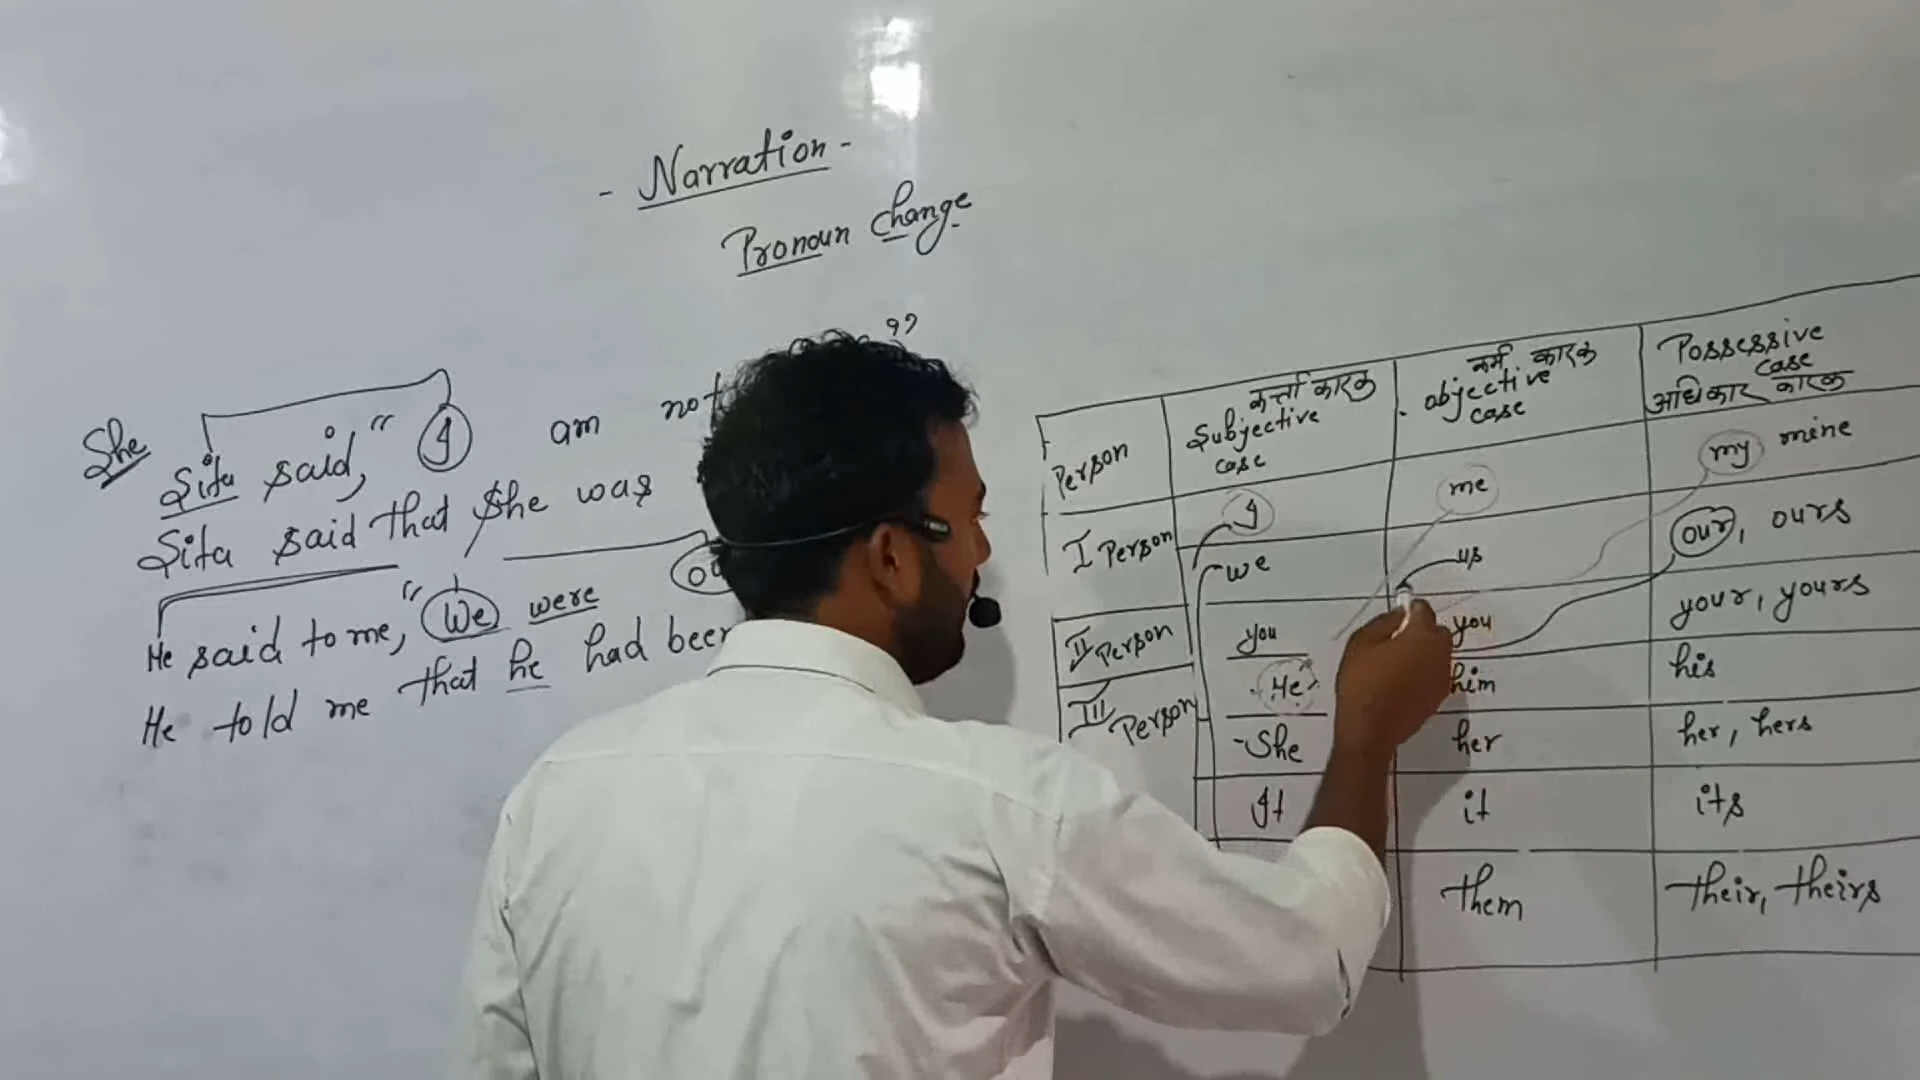 - Narration -
Pronoun change
She
Sita said, " I am not "
Sita said that she was
He said to me, " We were
He told me that he had been
Person
कर्त्ता कारक
Subjective
case
कर्म कारक
objective
case
Possessive
case
अधिकार कारक
I Person
I
me
my mine
we
us
our, ours
II Person
you
you
your, yours
III Person
He
him
his
She
her
her, hers
It
it
its
them
their, theirs